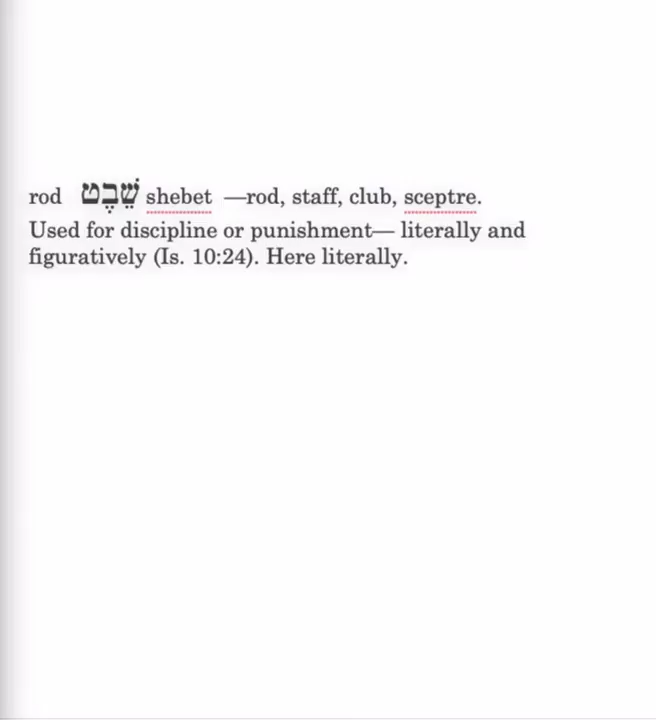 rod שֵׁבֶט shebet —rod, staff, club, sceptre.
Used for discipline or punishment— literally and
figuratively (Is. 10:24). Here literally.